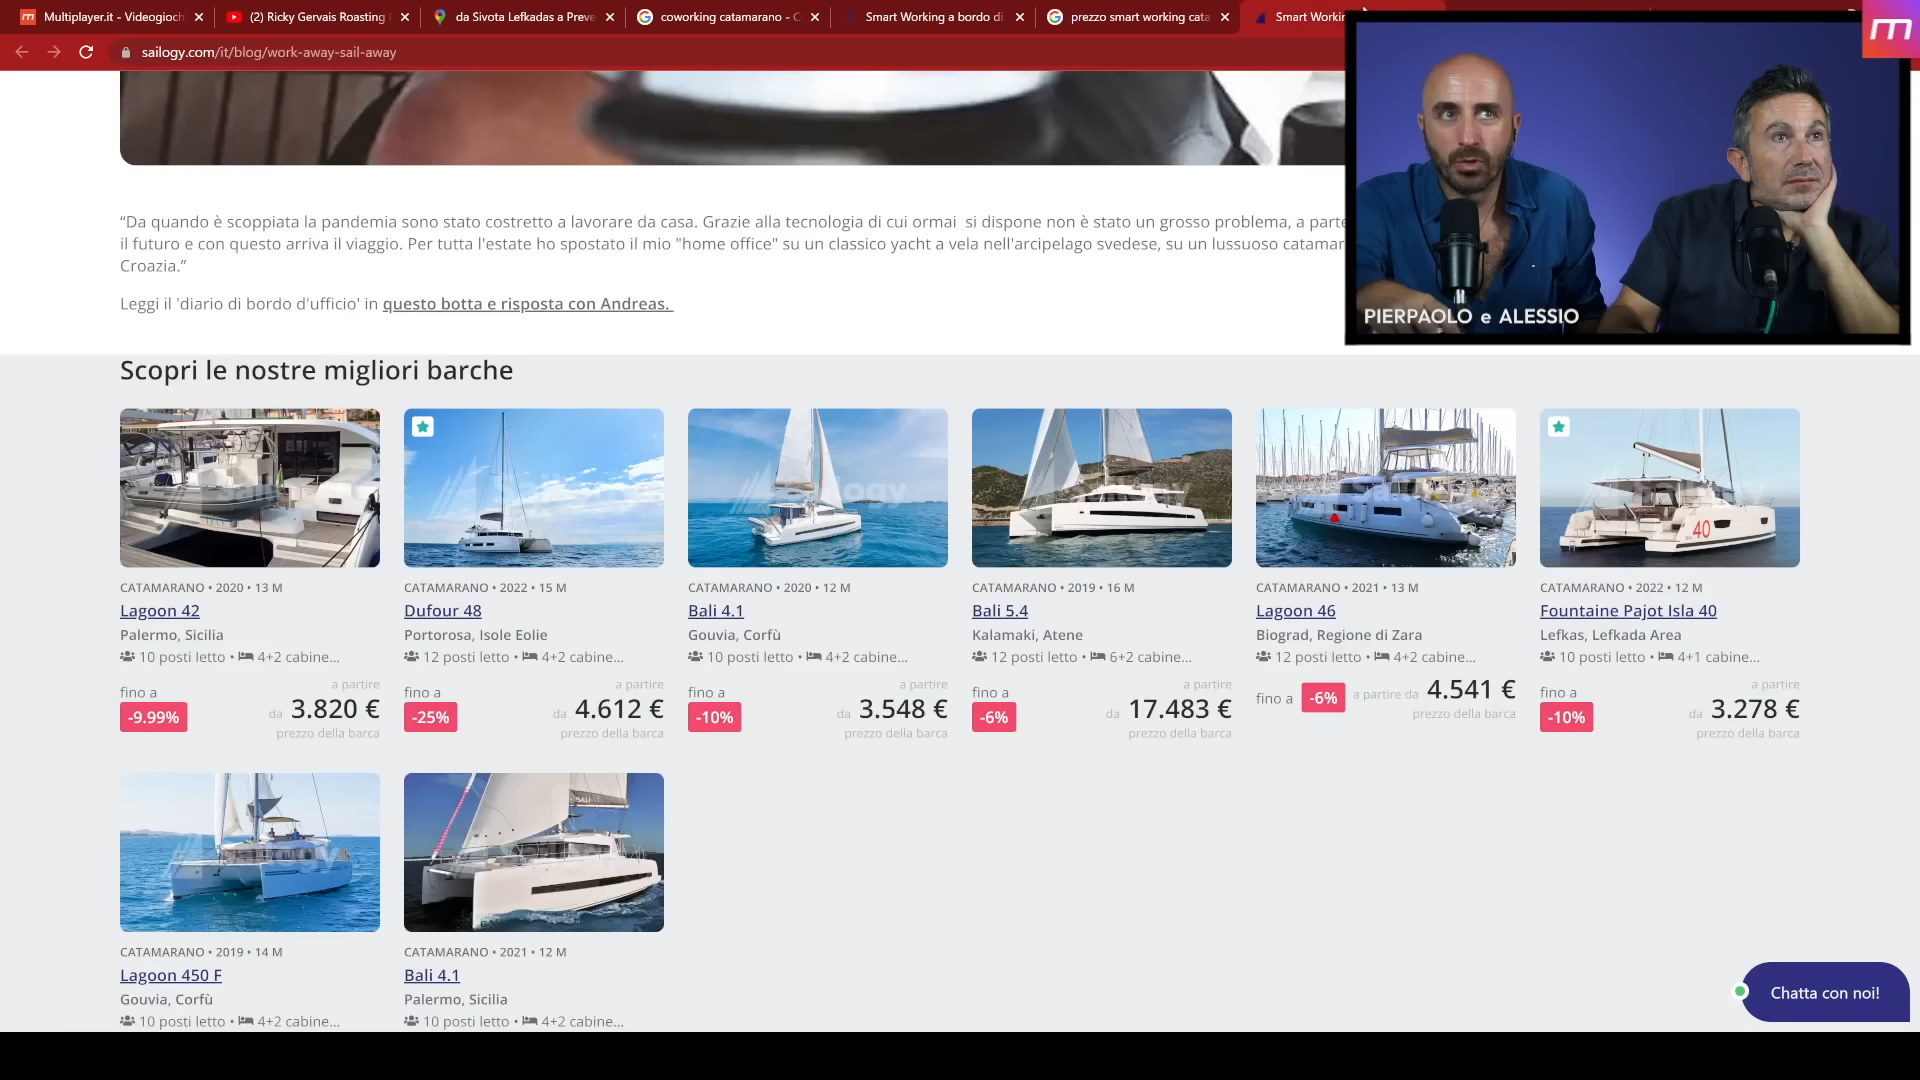 Multiplayer.it - Videogioch
(2) Ricky Gervais Roasting
da Sivota Lefkadas a Preve
coworking catamarano - C
Smart Working a bordo di
prezzo smart working cata
Smart Workin
sailogy.com/it/blog/work-away-sail-away
PIERPAOLO e ALESSIO
“Da quando è scoppiata la pandemia sono stato costretto a lavorare da casa. Grazie alla tecnologia di cui ormai si dispone non è stato un grosso problema, a parte
il futuro e con questo arriva il viaggio. Per tutta l'estate ho spostato il mio "home office" su un classico yacht a vela nell'arcipelago svedese, su un lussuoso catamar
Croazia.”
Leggi il 'diario di bordo d'ufficio' in questo botta e risposta con Andreas.
Scopri le nostre migliori barche
CATAMARANO • 2020 • 13 M
Lagoon 42
Palermo, Sicilia
10 posti letto • 4+2 cabine...
fino a
-9.99%
a partire
da 3.820 €
prezzo della barca
CATAMARANO • 2022 • 15 M
Dufour 48
Portorosa, Isole Eolie
12 posti letto • 4+2 cabine...
fino a
-25%
a partire
da 4.612 €
prezzo della barca
CATAMARANO • 2020 • 12 M
Bali 4.1
Gouvia, Corfù
10 posti letto • 4+2 cabine...
fino a
-10%
a partire
da 3.548 €
prezzo della barca
CATAMARANO • 2019 • 16 M
Bali 5.4
Kalamaki, Atene
12 posti letto • 6+2 cabine...
fino a
-6%
a partire
da 17.483 €
prezzo della barca
CATAMARANO • 2021 • 13 M
Lagoon 46
Biograd, Regione di Zara
12 posti letto • 4+2 cabine...
fino a -6% a partire da 4.541 €
prezzo della barca
40
CATAMARANO • 2022 • 12 M
Fountaine Pajot Isla 40
Lefkas, Lefkada Area
10 posti letto • 4+1 cabine...
fino a
-10%
a partire
da 3.278 €
prezzo della barca
CATAMARANO • 2019 • 14 M
Lagoon 450 F
Gouvia, Corfù
10 posti letto • 4+2 cabine...
CATAMARANO • 2021 • 12 M
Bali 4.1
Palermo, Sicilia
10 posti letto • 4+2 cabine...
Chatta con noi!